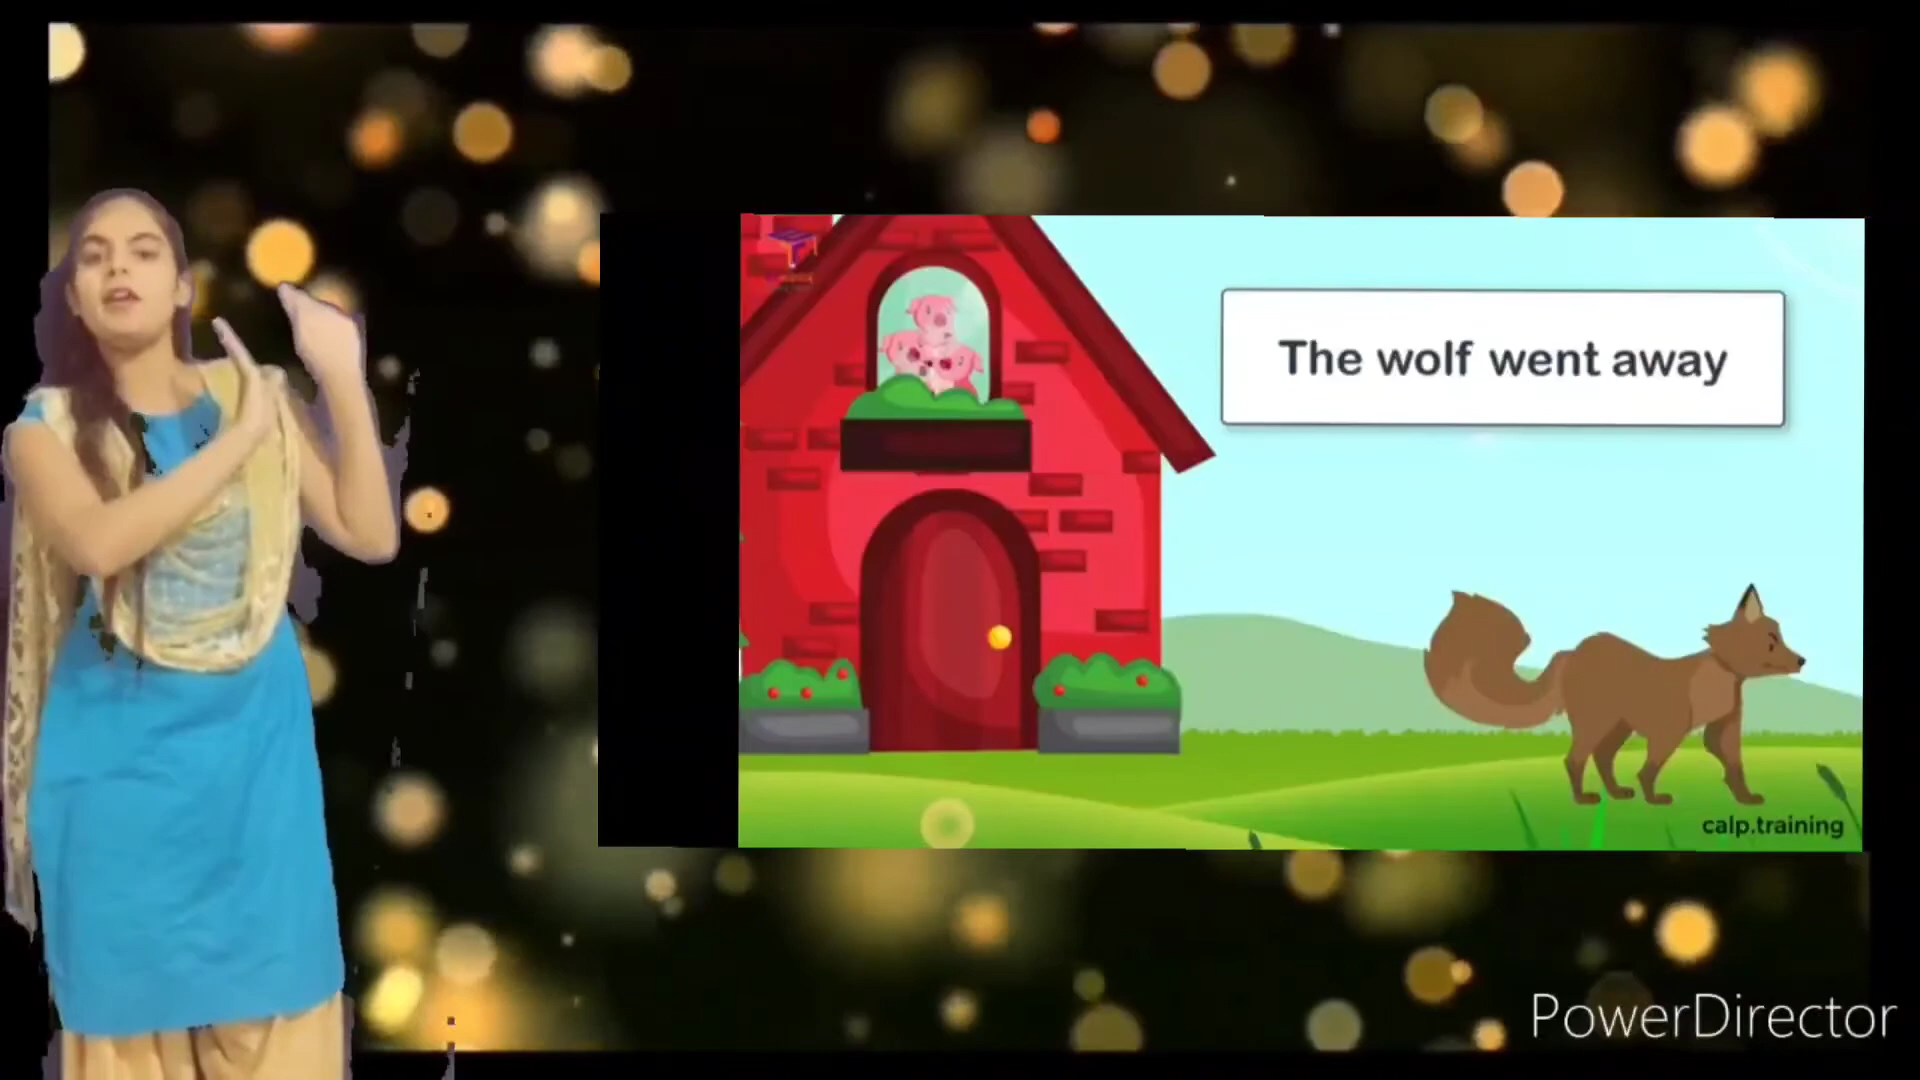 The wolf went away
calp.training
PowerDirector